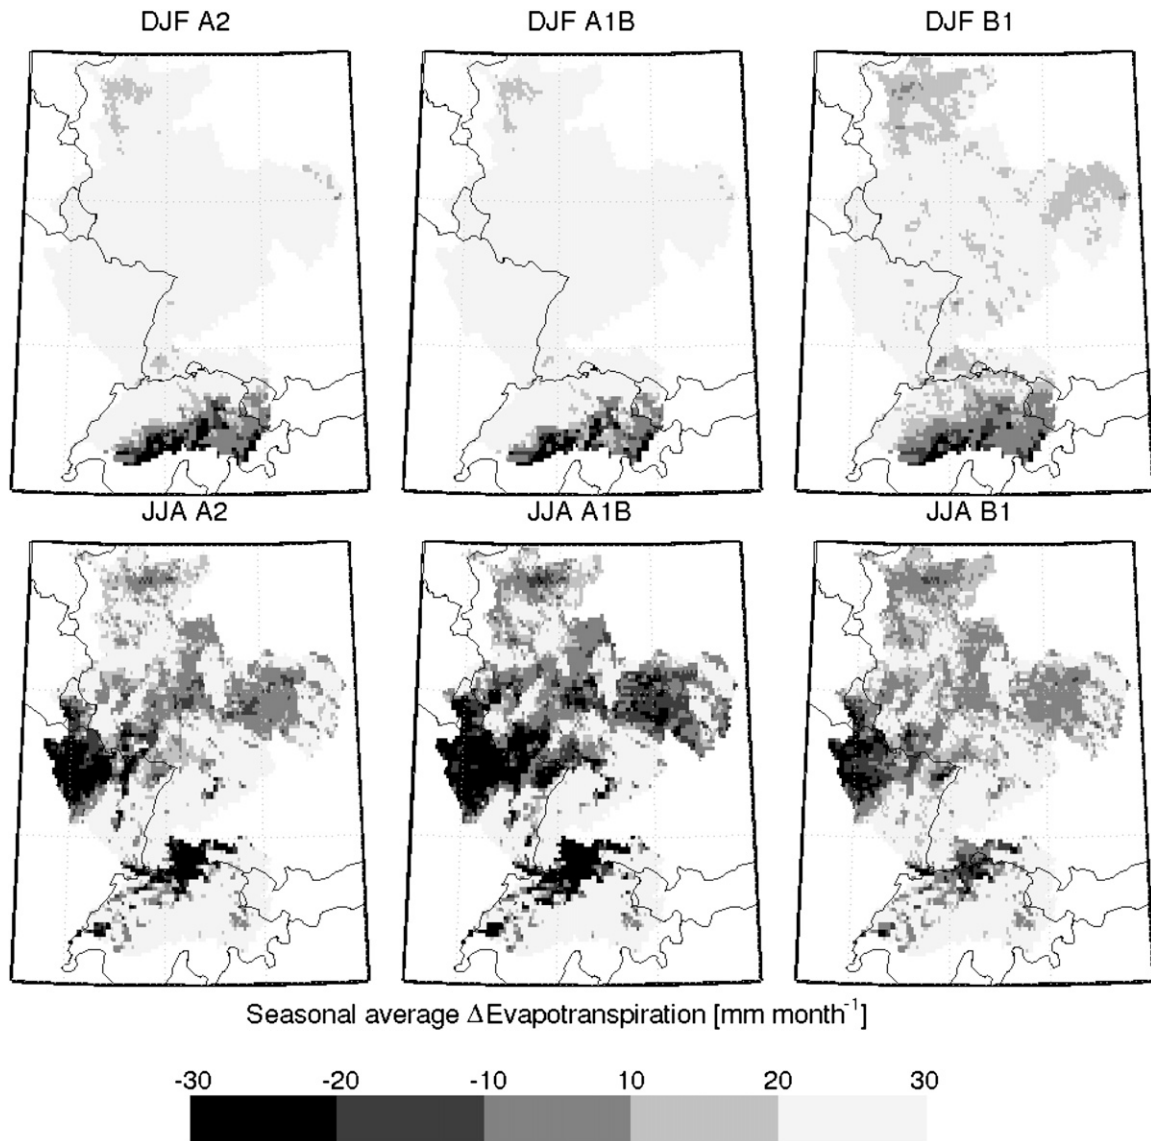 DJF A2 DJF A1B DJF B1
JJA A2 JJA A1B JJA B1
Seasonal average ΔEvapotranspiration [mm month⁻¹]
-30 -20 -10 10 20 30